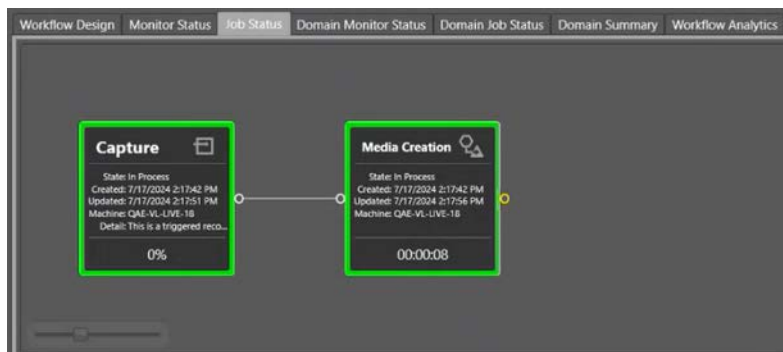 Workflow Design Monitor Status Job Status Domain Monitor Status Domain Job Status Domain Summary Workflow Analytics
Capture
State: In Process
Created: 7/17/2024 2:17:42 PM
Updated: 7/17/2024 2:17:51 PM
Machine: QAE-VL-LIVE-18
Detail: This is a triggered reco...
0%
Media Creation
State: In Process
Created: 7/17/2024 2:17:42 PM
Updated: 7/17/2024 2:17:56 PM
Machine: QAE-VL-LIVE-18
00:00:08